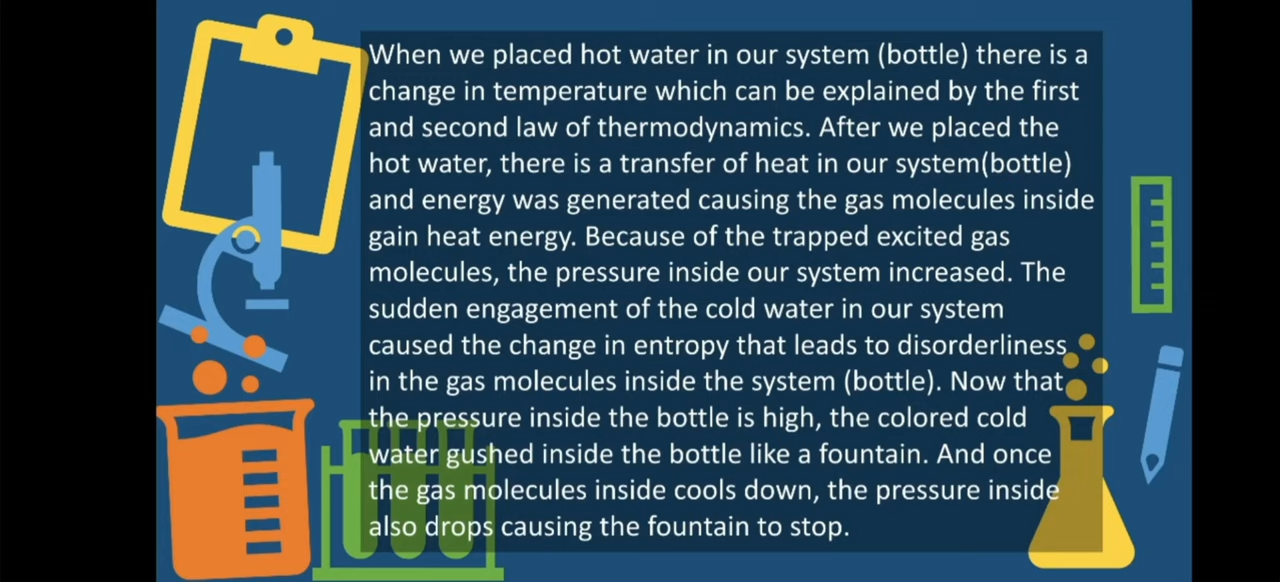 When we placed hot water in our system (bottle) there is a
change in temperature which can be explained by the first
and second law of thermodynamics. After we placed the
hot water, there is a transfer of heat in our system(bottle)
and energy was generated causing the gas molecules inside
gain heat energy. Because of the trapped excited gas
molecules, the pressure inside our system increased. The
sudden engagement of the cold water in our system
caused the change in entropy that leads to disorderliness
in the gas molecules inside the system (bottle). Now that
the pressure inside the bottle is high, the colored cold
water gushed inside the bottle like a fountain. And once
the gas molecules inside cools down, the pressure inside
also drops causing the fountain to stop.